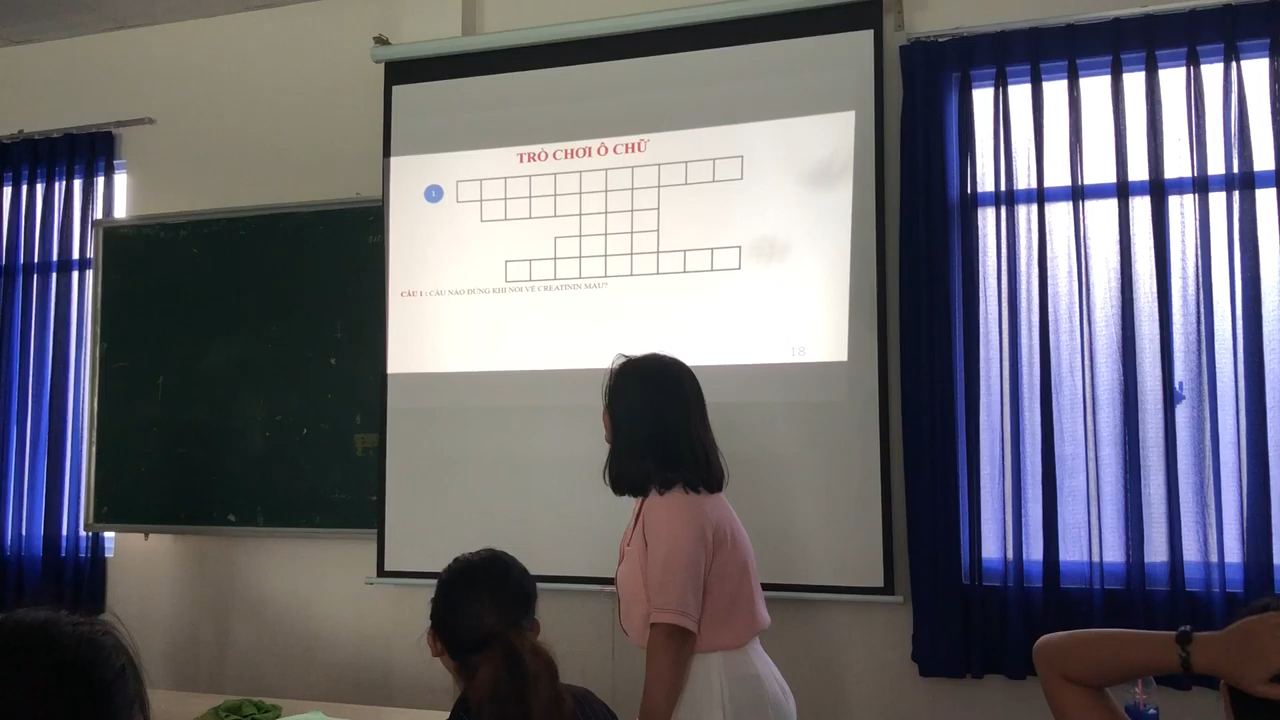 TRÒ CHƠI Ô CHỮ
1
CÂU 1 : CÂU NÀO ĐÚNG KHI NÓI VỀ CREATININ MÁU?
18